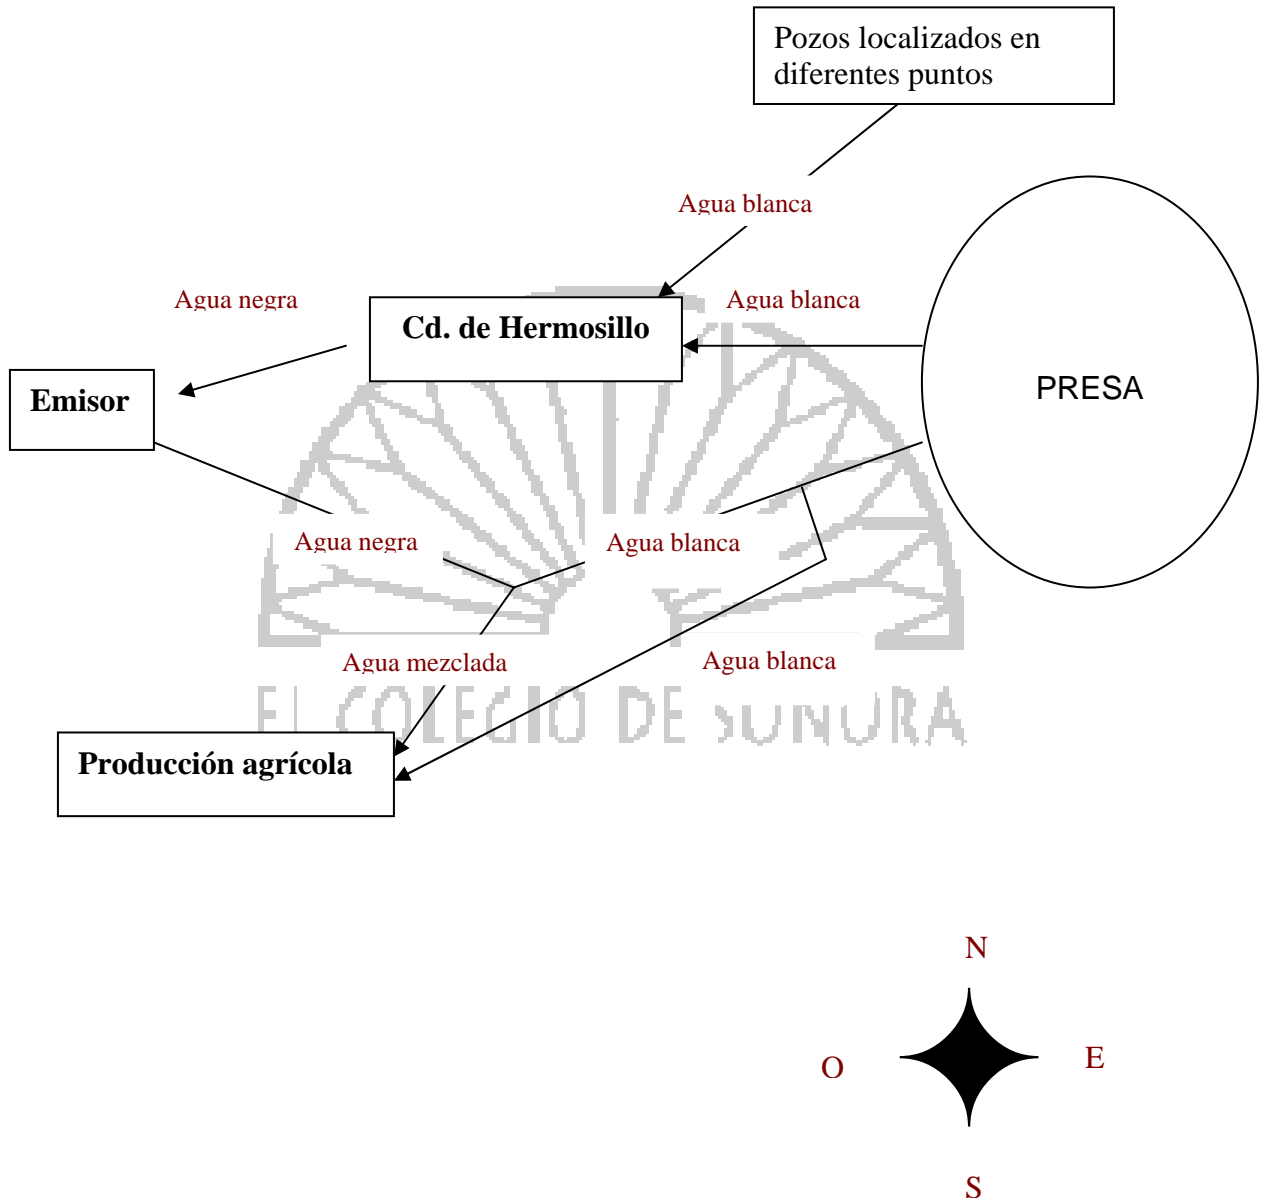 Pozos localizados en
diferentes puntos
Agua blanca
Agua negra
Agua blanca
Cd. de Hermosillo
Emisor
PRESA
Agua negra
Agua blanca
Agua mezclada
Agua blanca
EL COLEGIO DE SONORA
Producción agrícola
N
O
E
S